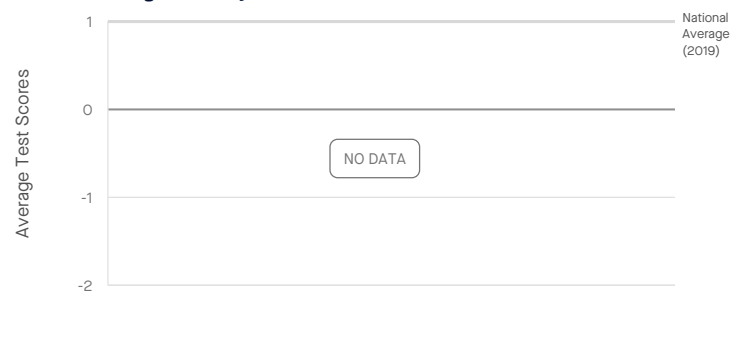 1
National
Average
(2019)
0
NO DATA
-1
-2
Average Test Scores